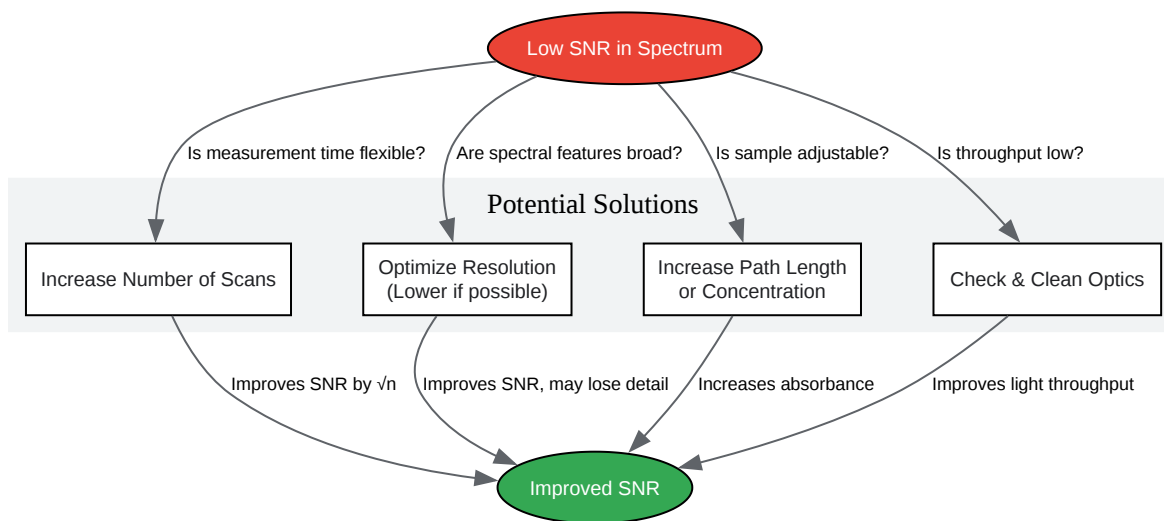 Low SNR in Spectrum
Is measurement time flexible?
Are spectral features broad?
Is sample adjustable?
Is throughput low?
Potential Solutions
Increase Number of Scans
Optimize Resolution
(Lower if possible)
Increase Path Length
or Concentration
Check & Clean Optics
Improves SNR by √n
Improves SNR, may lose detail
Increases absorbance
Improves light throughput
Improved SNR